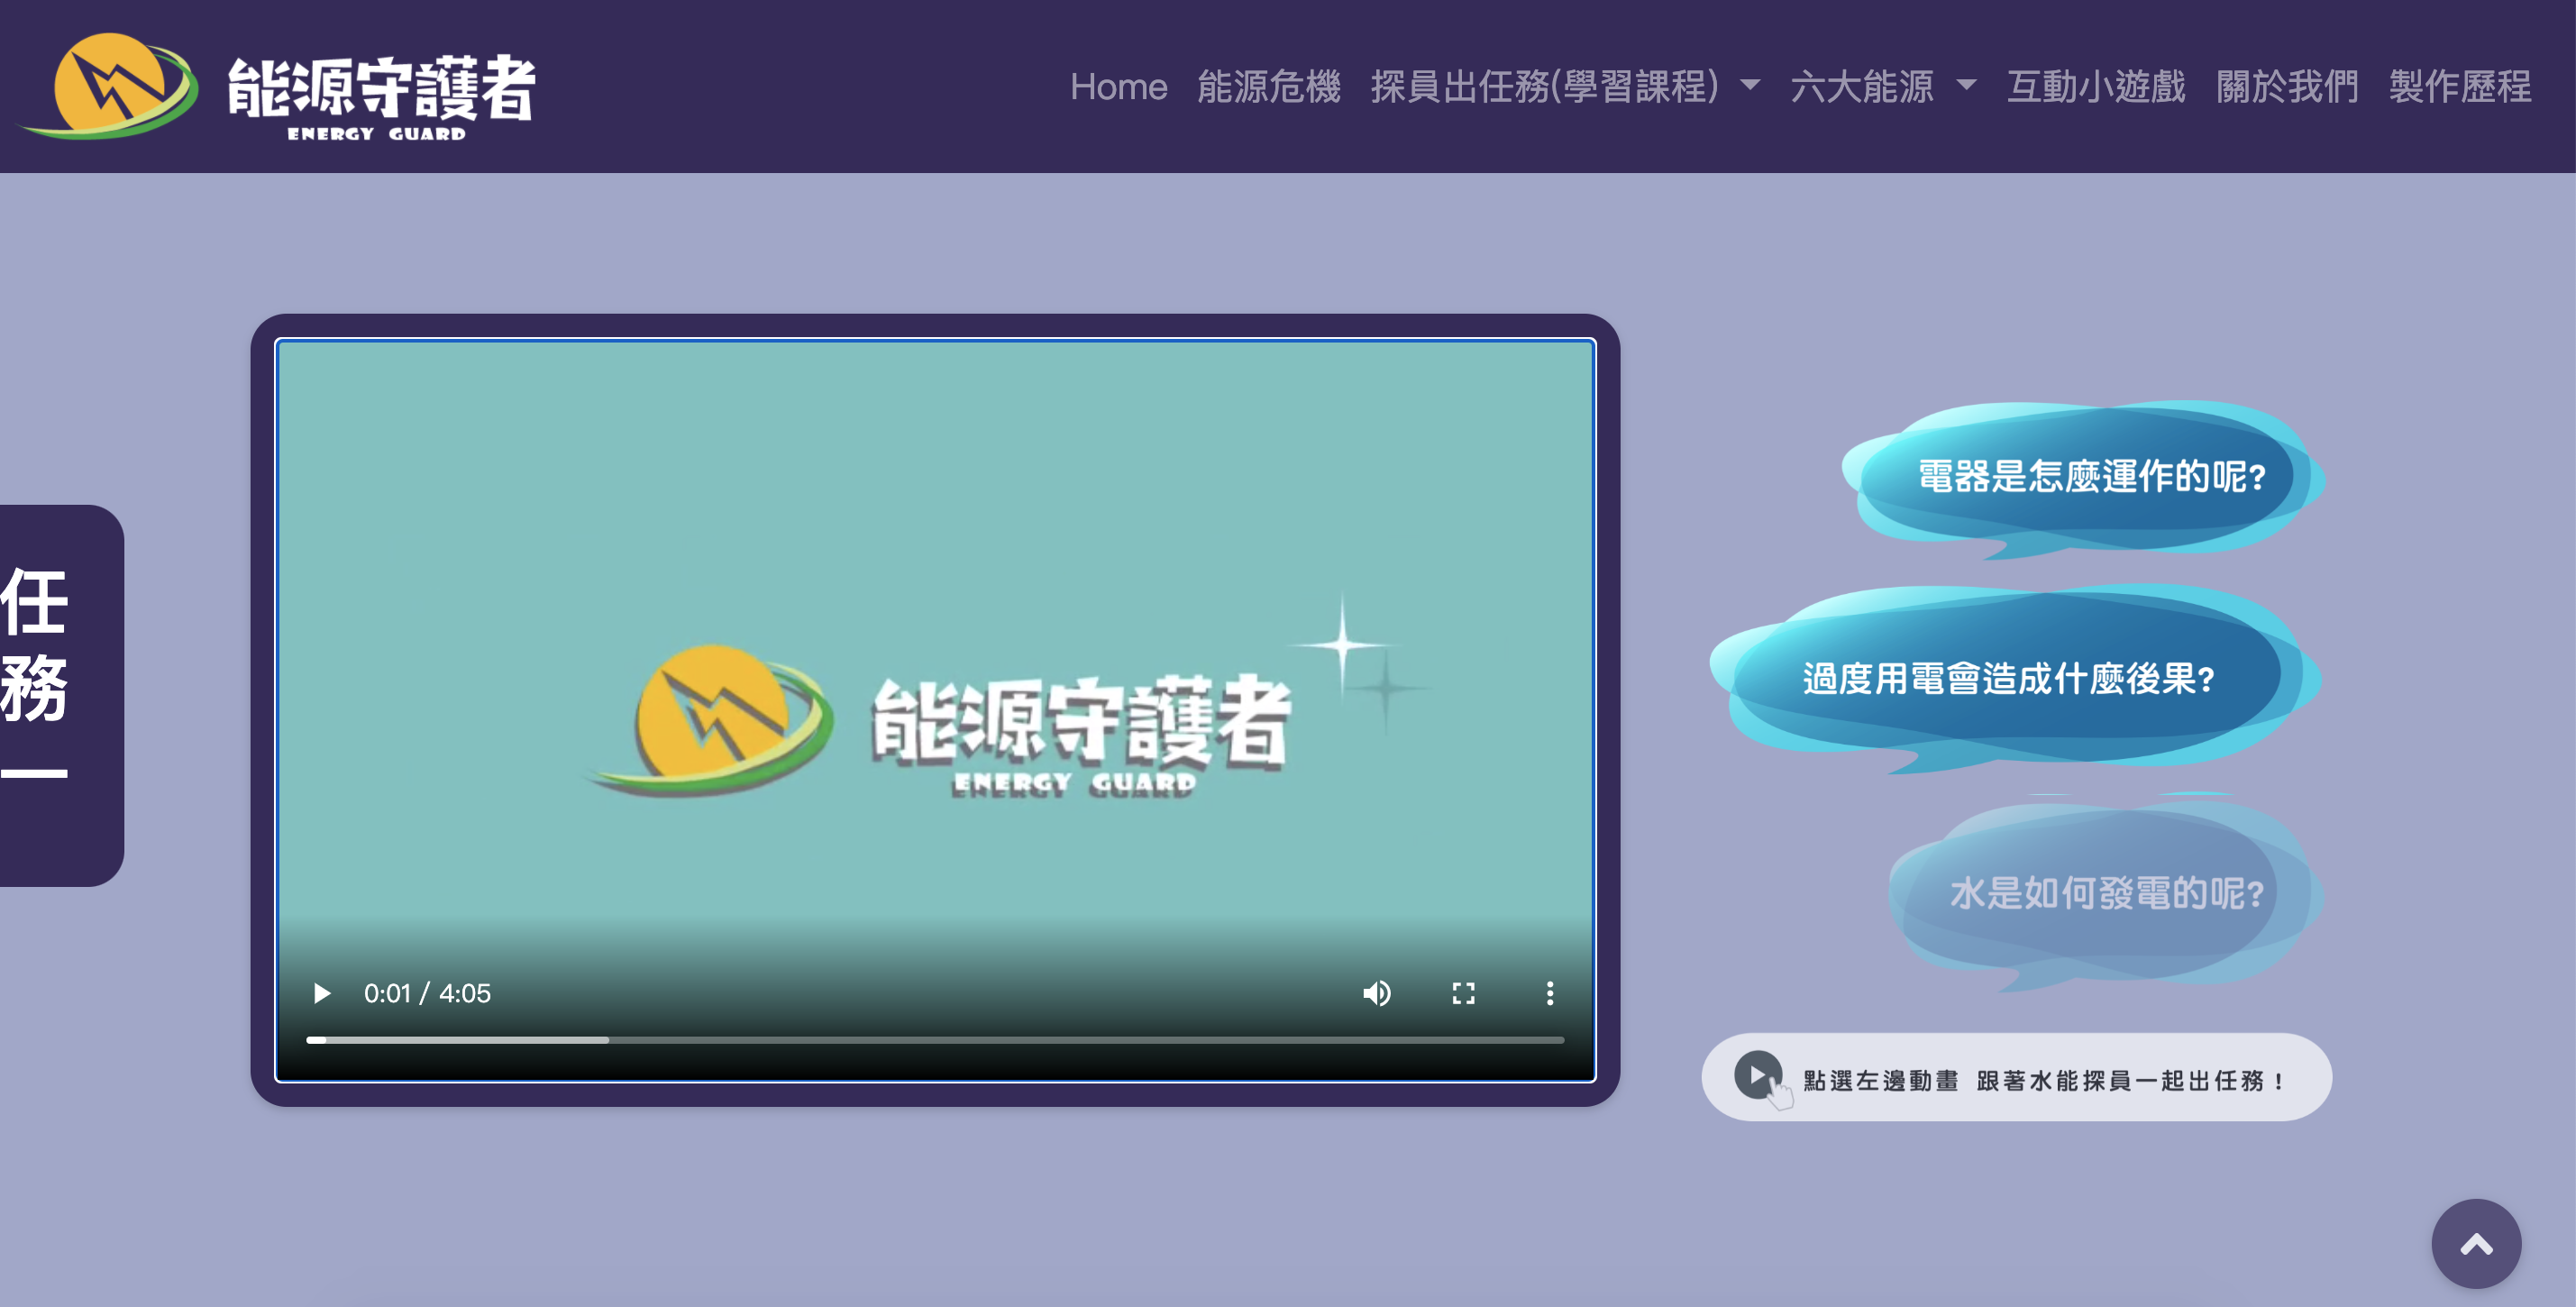 能源守護者
ENERGY GUARD
Home 能源危機 探員出任務(學習課程) 六大能源 互動小遊戲 關於我們 製作歷程
任務一
能源守護者
ENERGY GUARD
0:01 / 4:05
電器是怎麼運作的呢?
過度用電會造成什麼後果?
水是如何發電的呢?
點選左邊動畫 跟著水能探員一起出任務！